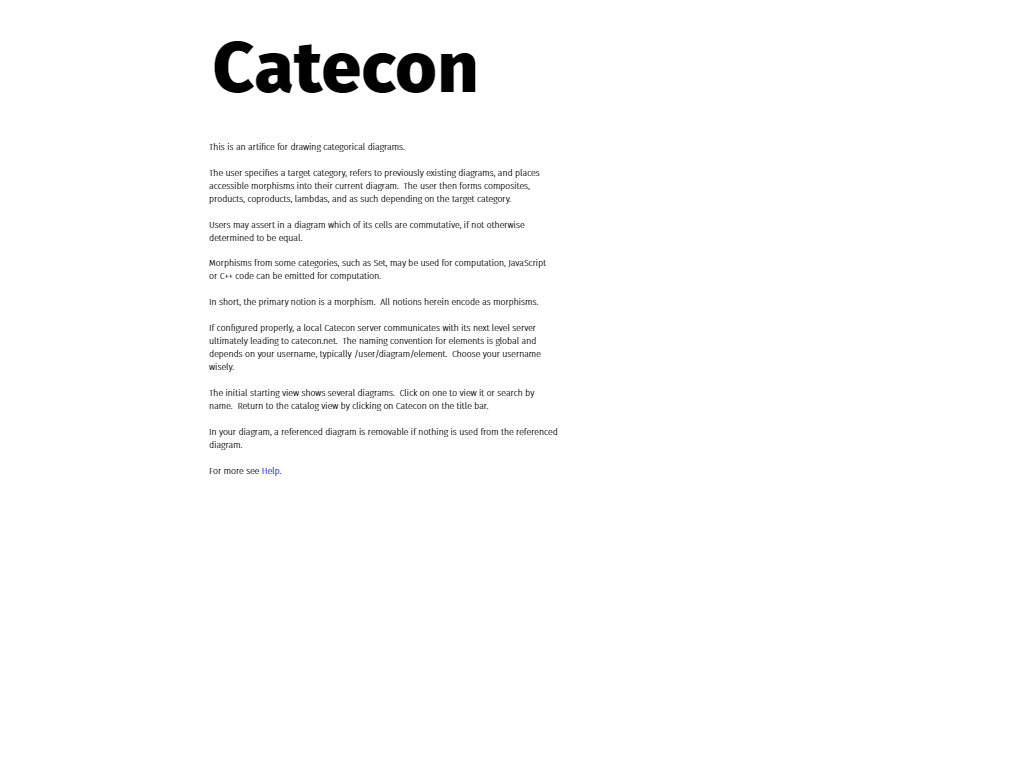 Catecon
This is an artifice for drawing categorical diagrams.
The user specifies a target category, refers to previously existing diagrams, and places
accessible morphisms into their current diagram.  The user then forms composites,
products, coproducts, lambdas, and as such depending on the target category.
Users may assert in a diagram which of its cells are commutative, if not otherwise
determined to be equal.
Morphisms from some categories, such as Set, may be used for computation, JavaScript
or C++ code can be emitted for computation.
In short, the primary notion is a morphism.  All notions herein encode as morphisms.
If configured properly, a local Catecon server communicates with its next level server
ultimately leading to catecon.net.  The naming convention for elements is global and
depends on your username, typically /user/diagram/element.  Choose your username
wisely.
The initial starting view shows several diagrams.  Click on one to view it or search by
name.  Return to the catalog view by clicking on Catecon on the title bar.
In your diagram, a referenced diagram is removable if nothing is used from the referenced
diagram.
For more see Help.